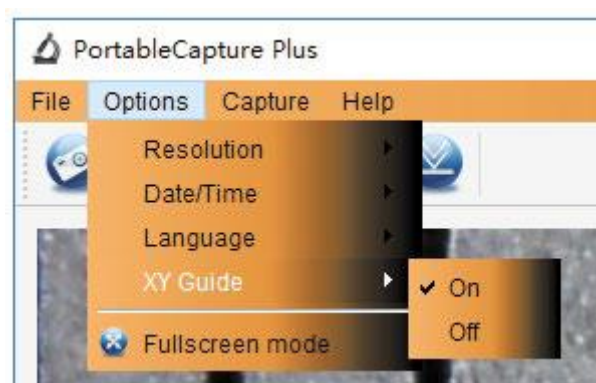 PortableCapture Plus
File Options Capture Help
Resolution
Date/Time
Language
XY Guide
On
Off
Fullscreen mode